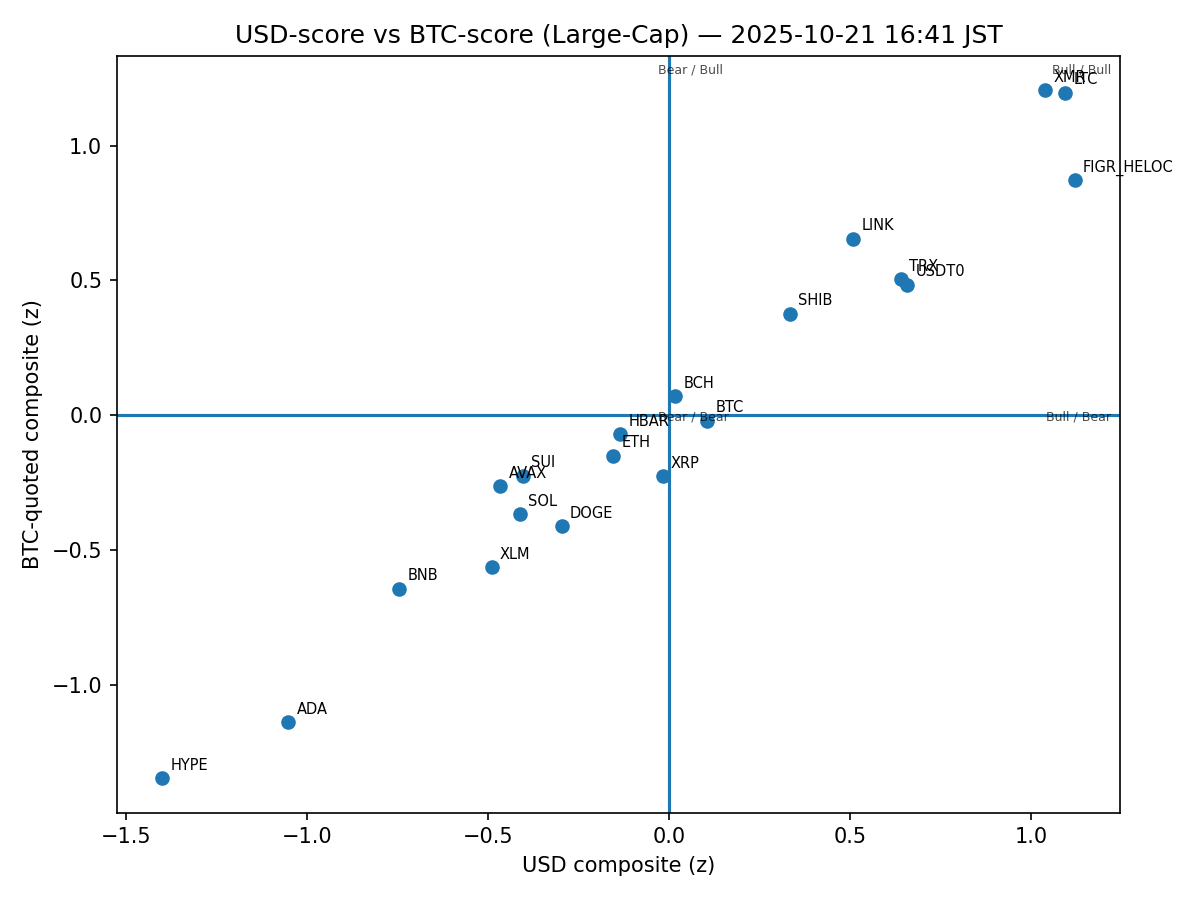 USD-score vs BTC-score (Large-Cap) — 2025-10-21 16:41 JST
Bear / Bull
Bull / Bull
XMR
LTC
FIGR_HELOC
LINK
TRX
USDT0
SHIB
BCH
BTC
Bear / Bear
Bull / Bear
HBAR
ETH
XRP
SUI
AVAX
SOL
DOGE
XLM
BNB
ADA
HYPE
1.0
0.5
0.0
−0.5
−1.0
BTC-quoted composite (z)
−1.5
−1.0
−0.5
0.0
0.5
1.0
USD composite (z)